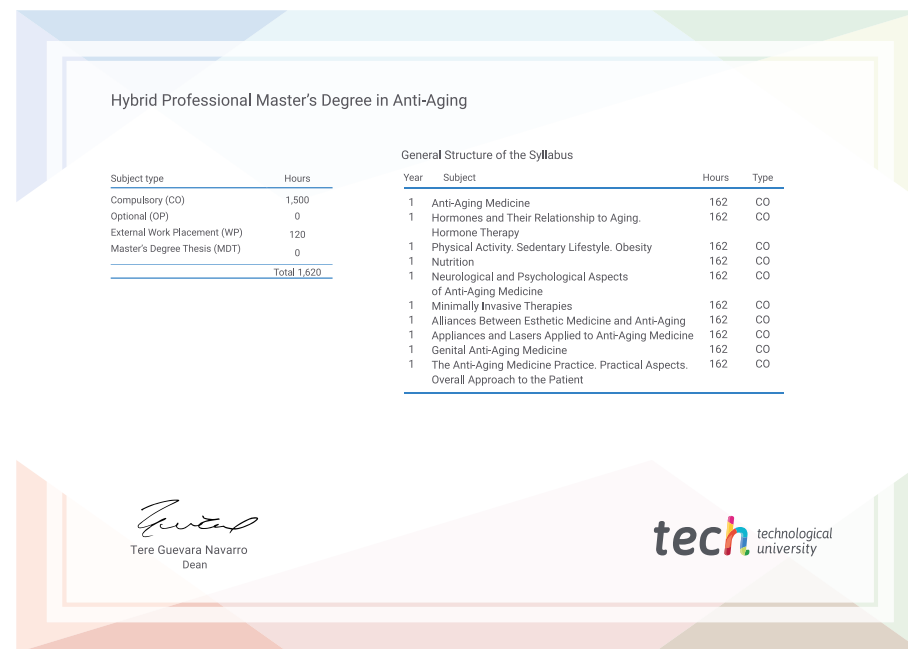 Hybrid Professional Master's Degree in Anti-Aging
Subject type Hours
Compulsory (CO) 1,500
Optional (OP) 0
External Work Placement (WP) 120
Master's Degree Thesis (MDT) 0
Total 1,620
General Structure of the Syllabus
Year Subject Hours Type
1 Anti-Aging Medicine 162 CO
1 Hormones and Their Relationship to Aging. 162 CO
Hormone Therapy
1 Physical Activity. Sedentary Lifestyle. Obesity 162 CO
1 Nutrition 162 CO
1 Neurological and Psychological Aspects 162 CO
of Anti-Aging Medicine
1 Minimally Invasive Therapies 162 CO
1 Alliances Between Esthetic Medicine and Anti-Aging 162 CO
1 Appliances and Lasers Applied to Anti-Aging Medicine 162 CO
1 Genital Anti-Aging Medicine 162 CO
1 The Anti-Aging Medicine Practice. Practical Aspects. 162 CO
Overall Approach to the Patient
Tere Guevara Navarro
Dean
tech technological
university